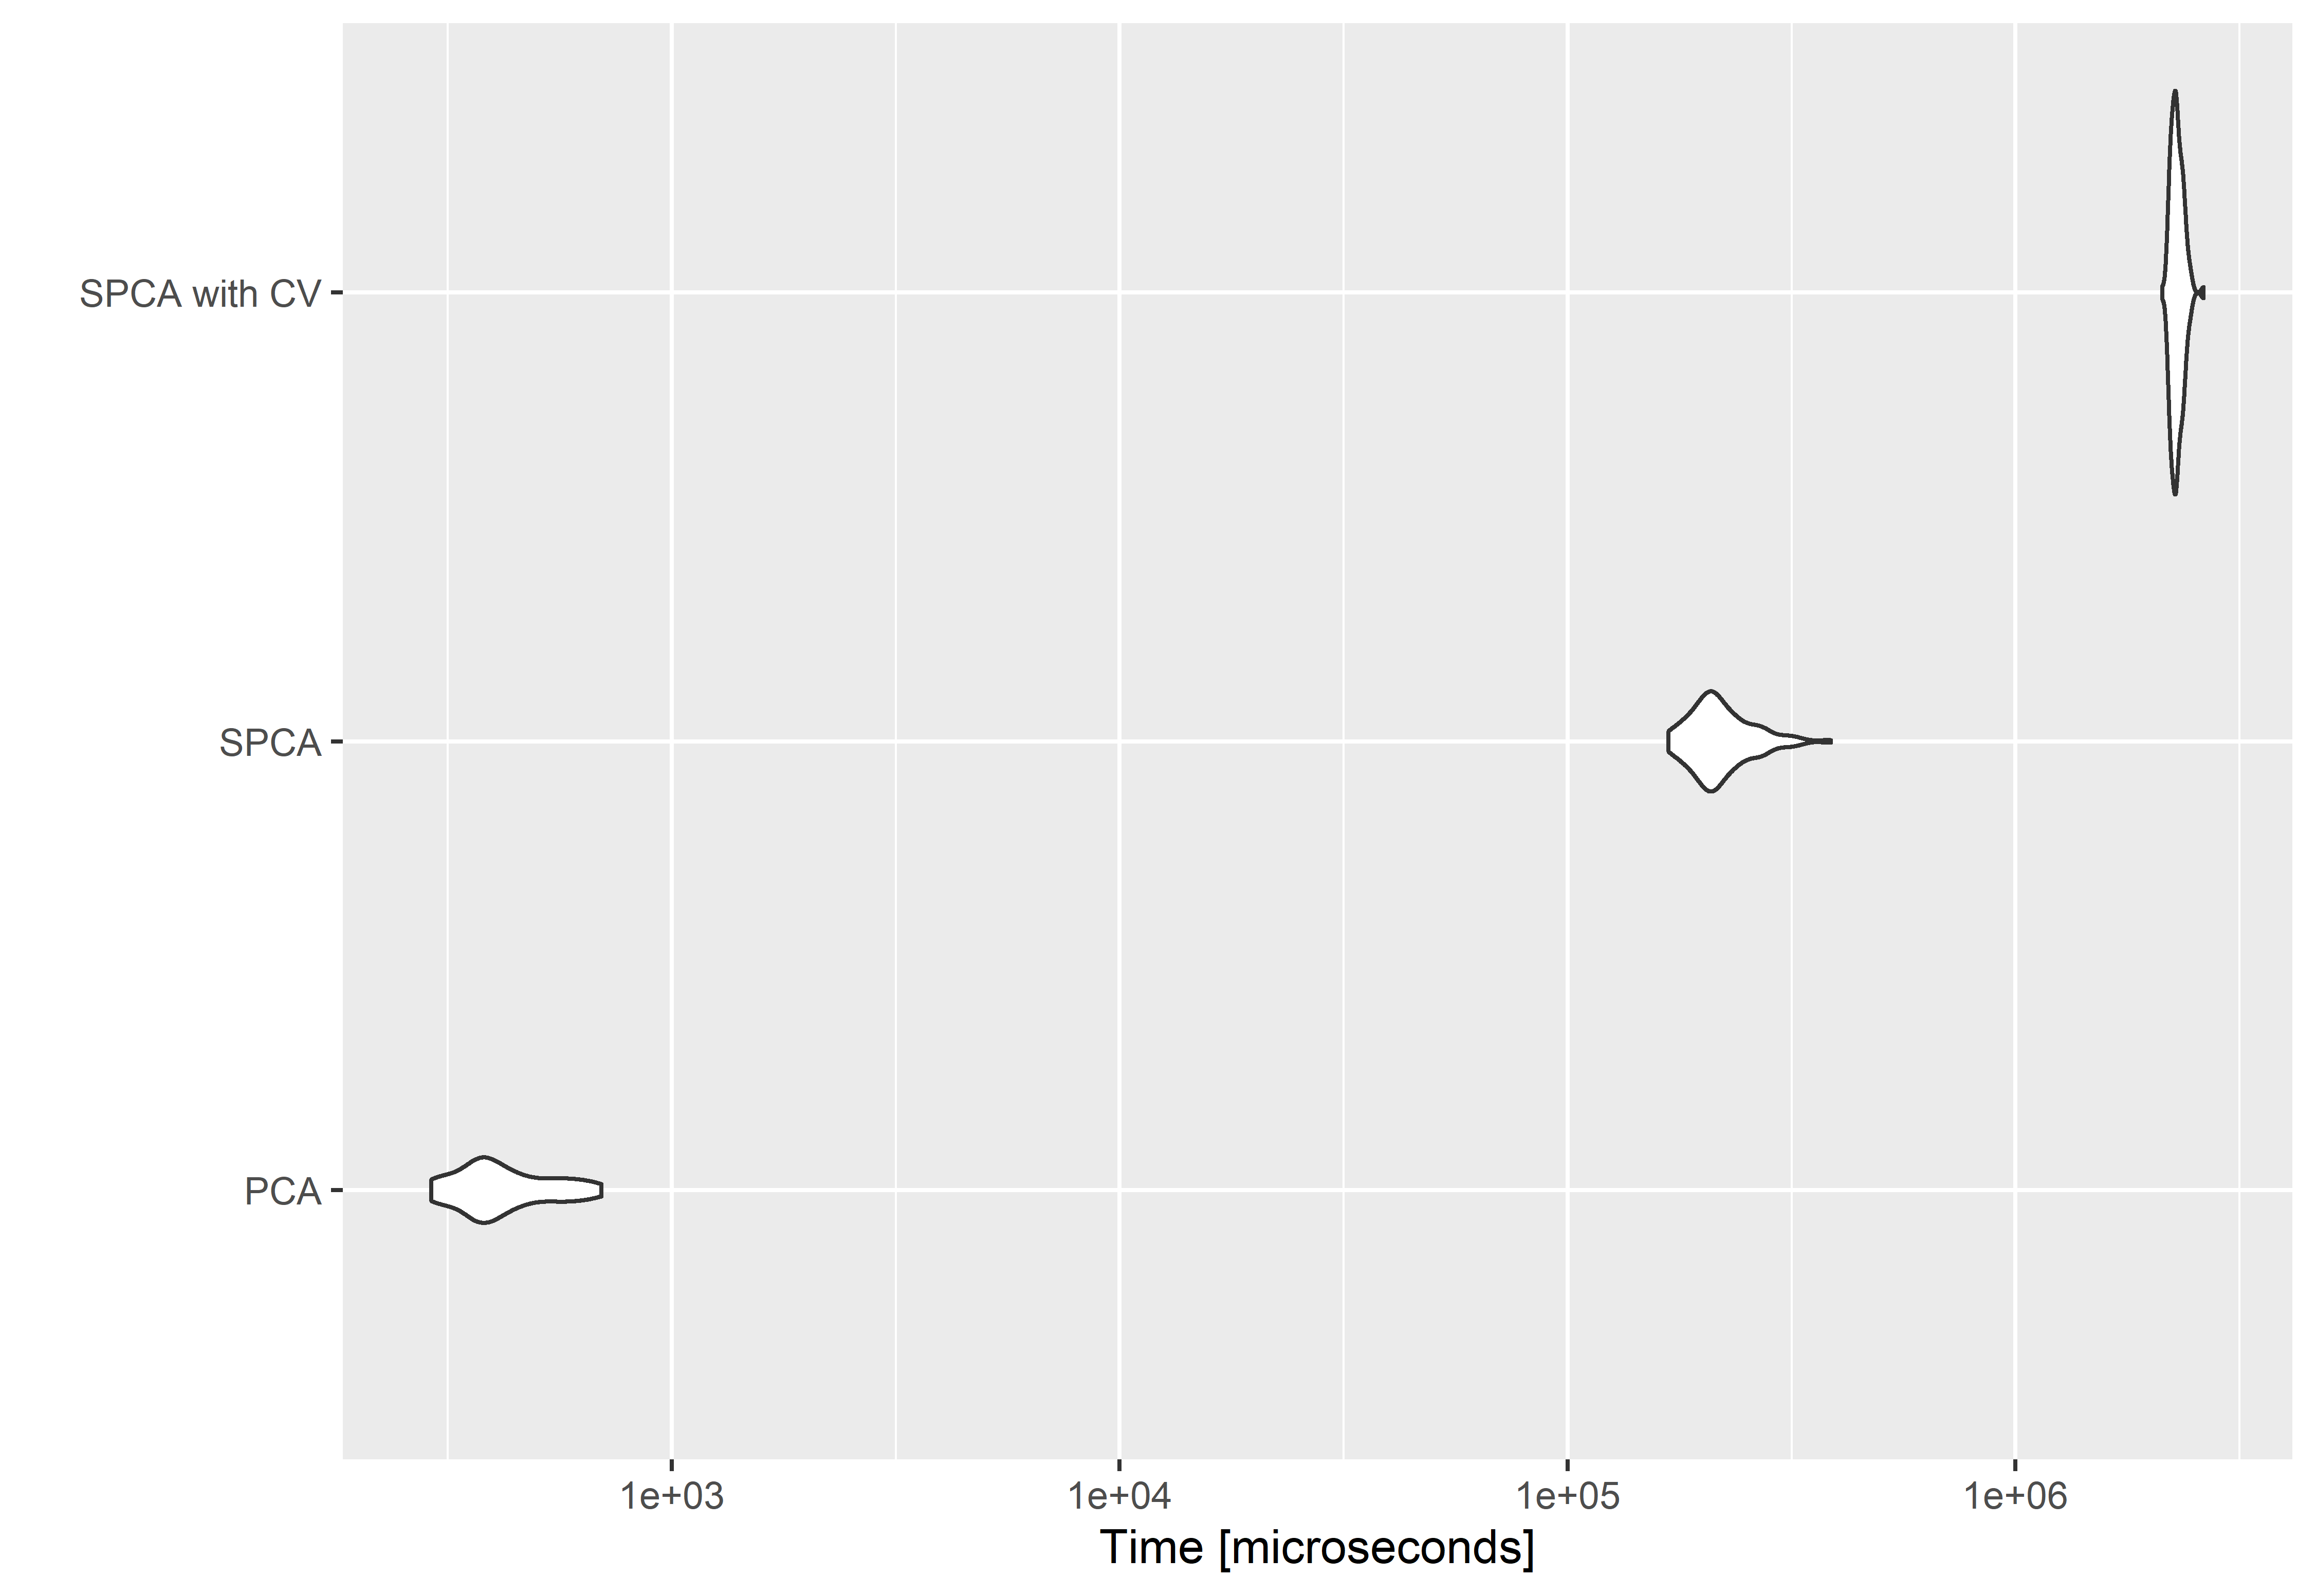 SPCA with CV
SPCA
PCA
1e+03 1e+04 1e+05 1e+06
Time [microseconds]